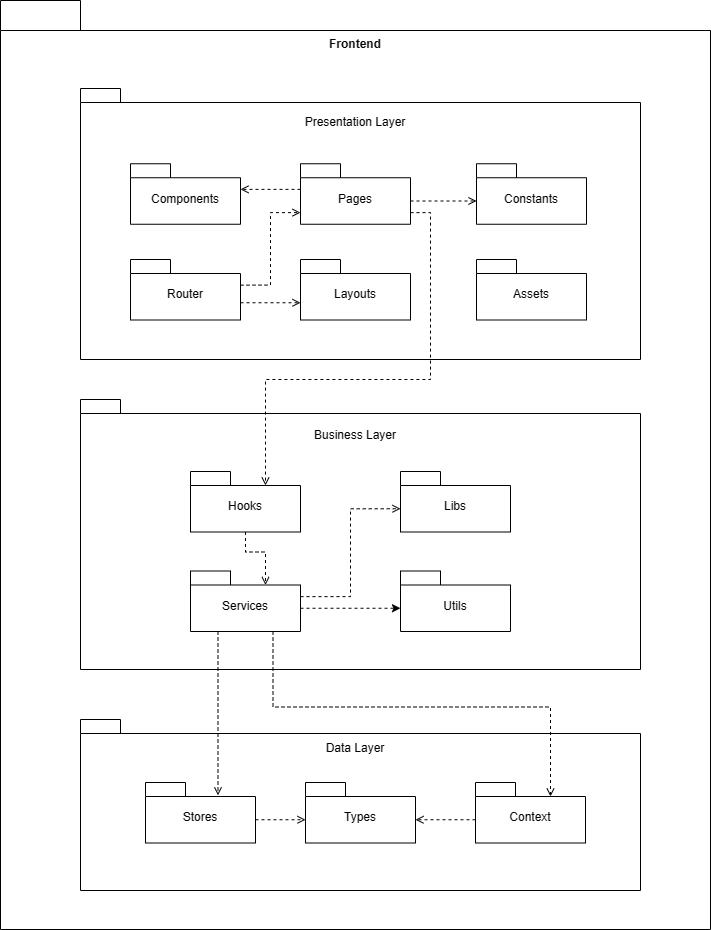 Frontend
Presentation Layer
Components
Pages
Constants
Router
Layouts
Assets
Business Layer
Hooks
Libs
Services
Utils
Data Layer
Stores
Types
Context